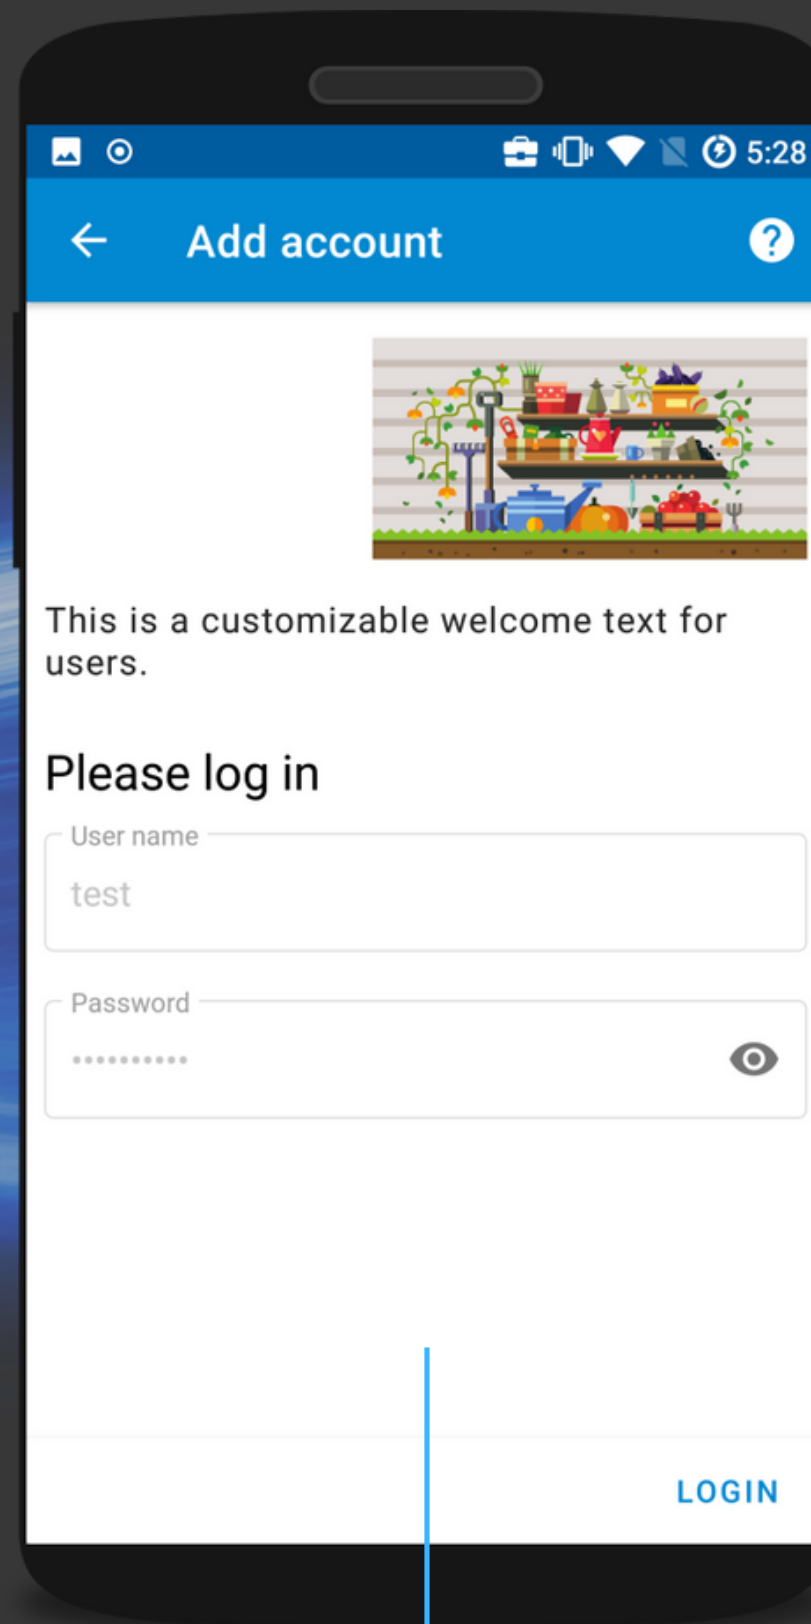 5:28
Add account
This is a customizable welcome text for
users.
Please log in
User name
test
Password
••••••••••
LOGIN